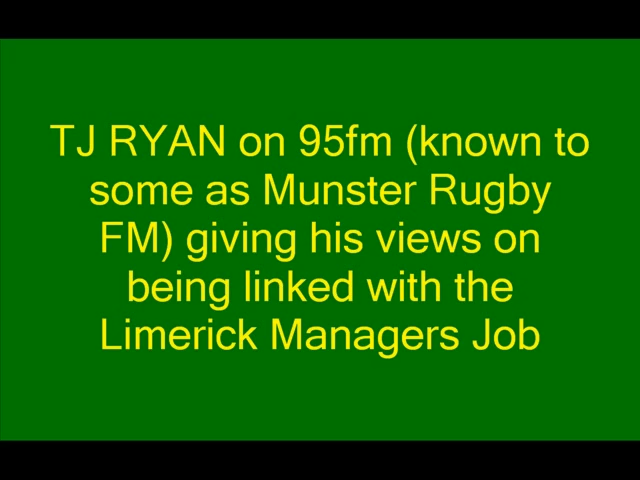 TJ RYAN on 95fm (known to
some as Munster Rugby
FM) giving his views on
being linked with the
Limerick Managers Job